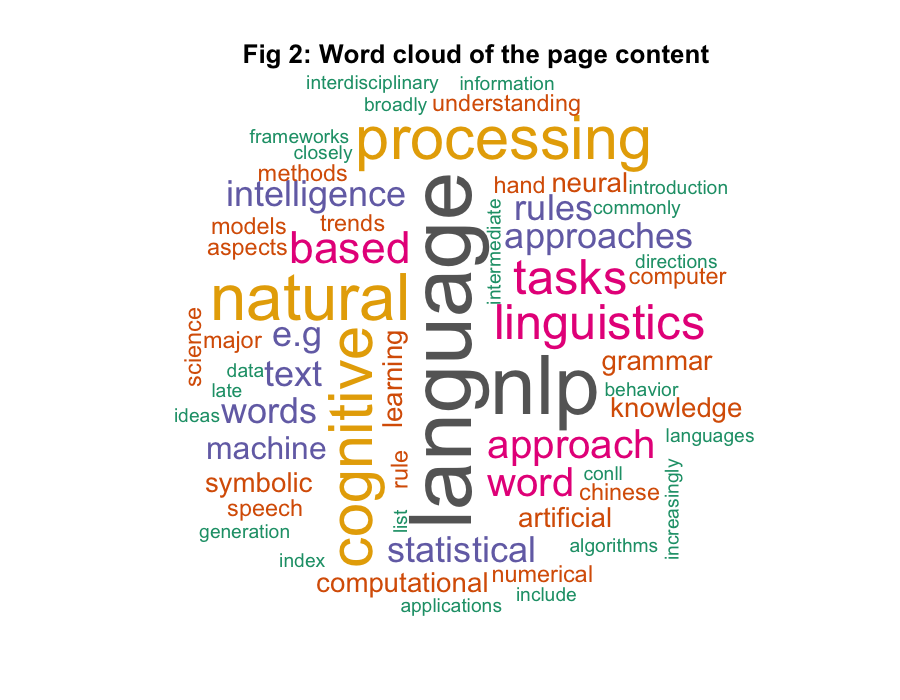 Fig 2: Word cloud of the page content
interdisciplinary information
broadly understanding
frameworks processing
closely
methods
intelligence language hand neural introduction
intermediate rules commonly
models trends
aspects based approaches
directions
natural tasks computer
science major e.g learning linguistics
cognitive
data text nlp grammar
late behavior
ideas words knowledge
machine approach languages
symbolic rule word conll increasingly
speech chinese
generation list artificial
index statistical algorithms
computational numerical
applications include